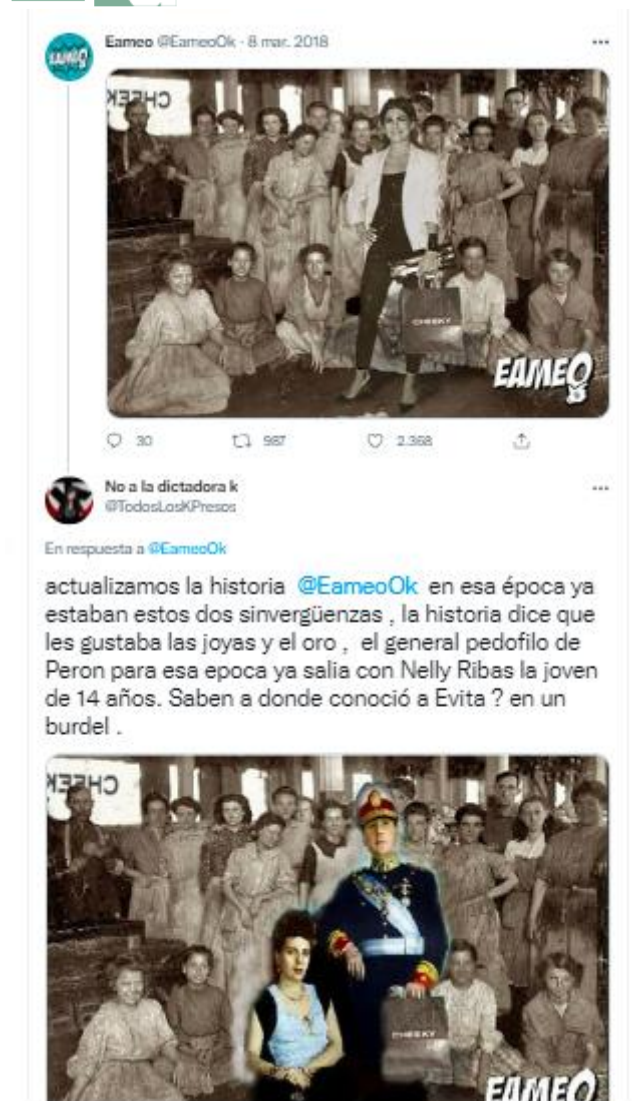 EAMEO
Eameo @EameoOk · 8 mar. 2018
CHEEK
CHEEKY
EAMEO
30 987 2.368
No a la dictadora k
@TodosLosKPresos
En respuesta a @EameoOk
actualizamos la historia @EameoOk en esa época ya
estaban estos dos sinvergüenzas , la historia dice que
les gustaba las joyas y el oro , el general pedofilo de
Peron para esa epoca ya salia con Nelly Ribas la joven
de 14 años. Saben a donde conoció a Evita ? en un
burdel .
CHEEK
CHEEKY
EAMEO